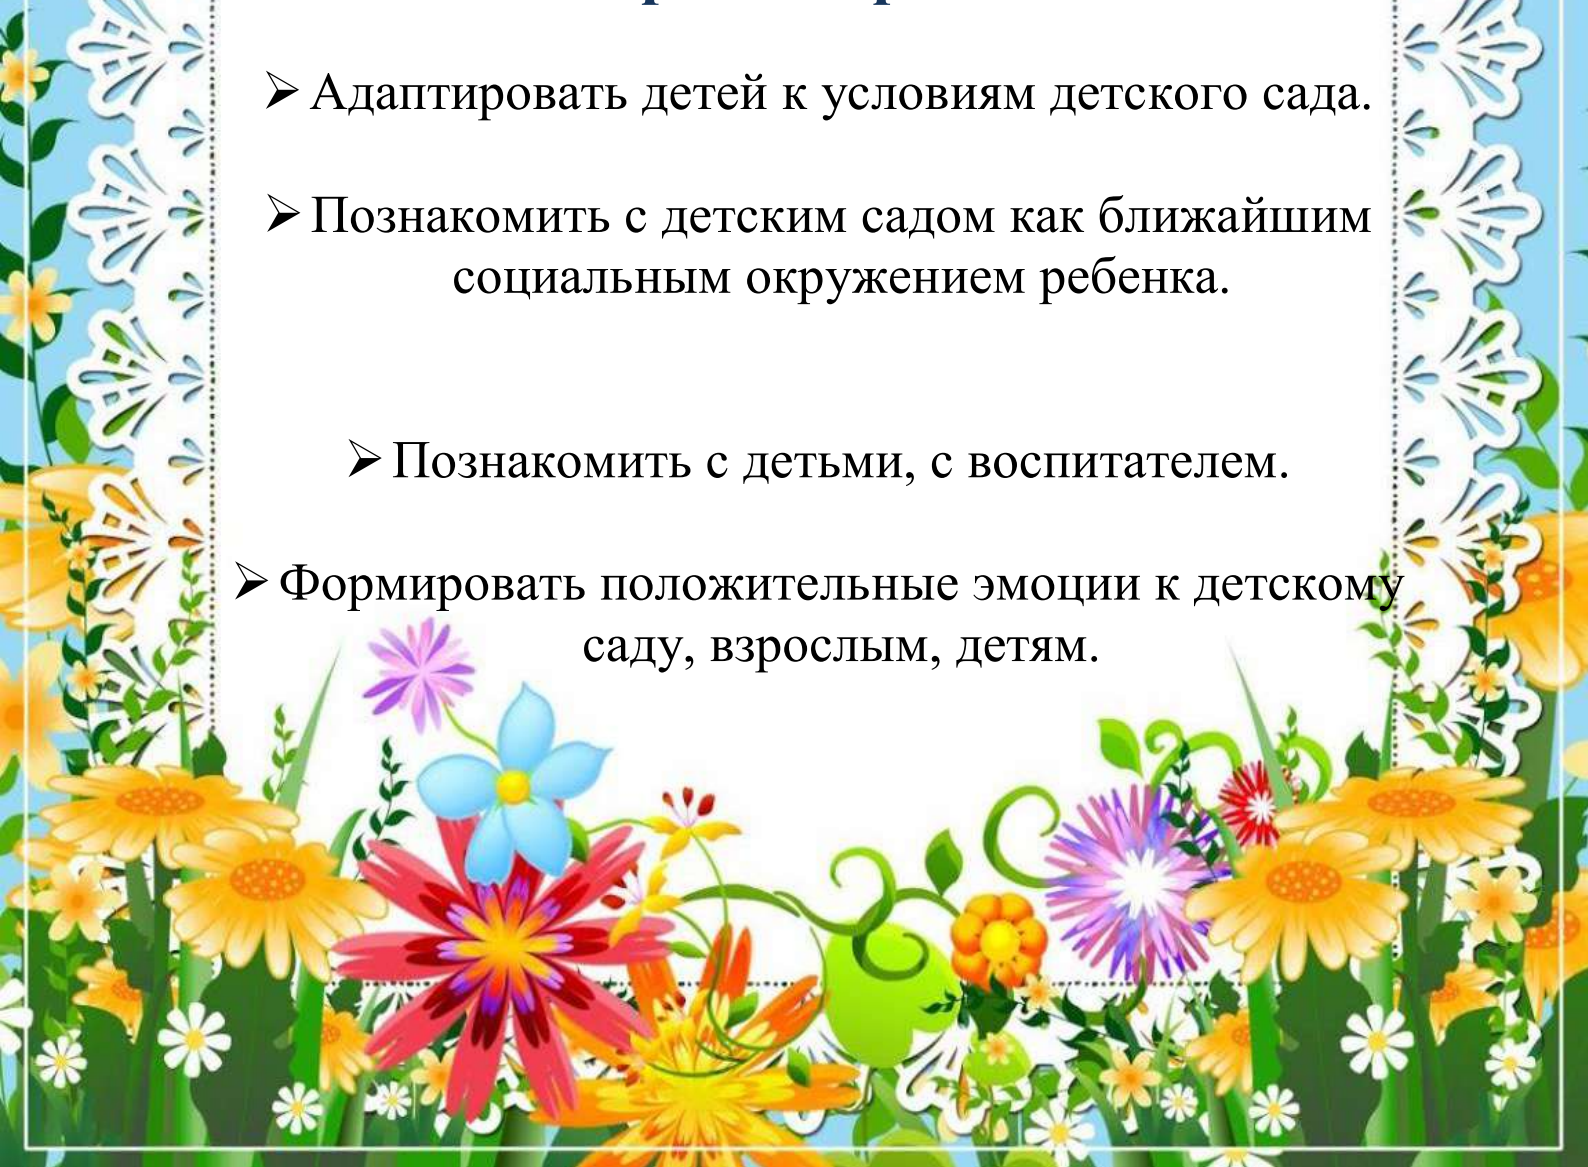 ➢ Адаптировать детей к условиям детского сада.
➢ Познакомить с детским садом как ближайшим
социальным окружением ребенка.
➢ Познакомить с детьми, с воспитателем.
➢ Формировать положительные эмоции к детскому
саду, взрослым, детям.